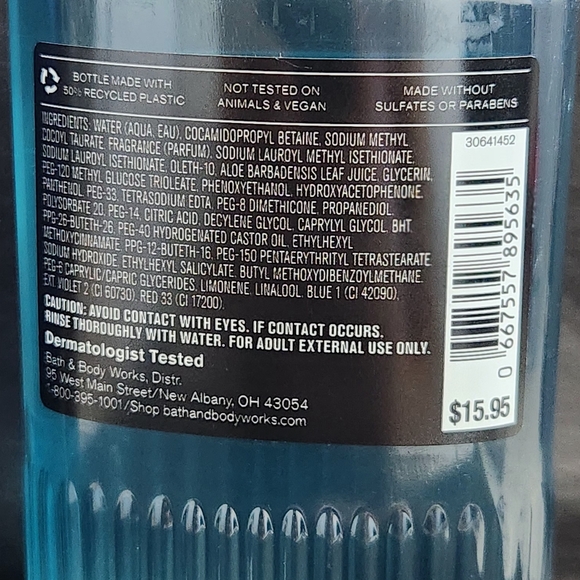 BOTTLE MADE WITH
50% RECYCLED PLASTIC
NOT TESTED ON
ANIMALS & VEGAN
MADE WITHOUT
SULFATES OR PARABENS
INGREDIENTS: WATER (AQUA, EAU), COCAMIDOPROPYL BETAINE, SODIUM METHYL
COCOYL TAURATE, FRAGRANCE (PARFUM), SODIUM LAUROYL METHYL ISETHIONATE,
SODIUM LAUROYL ISETHIONATE, OLETH-10, ALOE BARBADENSIS LEAF JUICE, GLYCERIN,
PEG-120 METHYL GLUCOSE TRIOLEATE, PHENOXYETHANOL, HYDROXYACETOPHENONE,
PANTHENOL, PEG-33, TETRASODIUM EDTA, PEG-8 DIMETHICONE, PROPANEDIOL,
POLYSORBATE 20, PEG-14, CITRIC ACID, DECYLENE GLYCOL, CAPRYLYL GLYCOL, BHT,
PPG-26-BUTETH-26, PEG-40 HYDROGENATED CASTOR OIL, ETHYLHEXYL
METHOXYCINNAMATE, PPG-12-BUTETH-16, PEG-150 PENTAERYTHRITYL TETRASTEARATE,
SODIUM HYDROXIDE, ETHYLHEXYL SALICYLATE, BUTYL METHOXYDIBENZOYLMETHANE,
PEG-6 CAPRYLIC/CAPRIC GLYCERIDES, LIMONENE, LINALOOL, BLUE 1 (CI 42090),
EXT. VIOLET 2 (CI 60730), RED 33 (CI 17200).
CAUTION: AVOID CONTACT WITH EYES. IF CONTACT OCCURS,
RINSE THOROUGHLY WITH WATER. FOR ADULT EXTERNAL USE ONLY.
Dermatologist Tested
Bath & Body Works, Distr.
95 West Main Street/New Albany, OH 43054
1-800-395-1001/Shop bathandbodyworks.com
30641452
0 667557 895635
$15.95